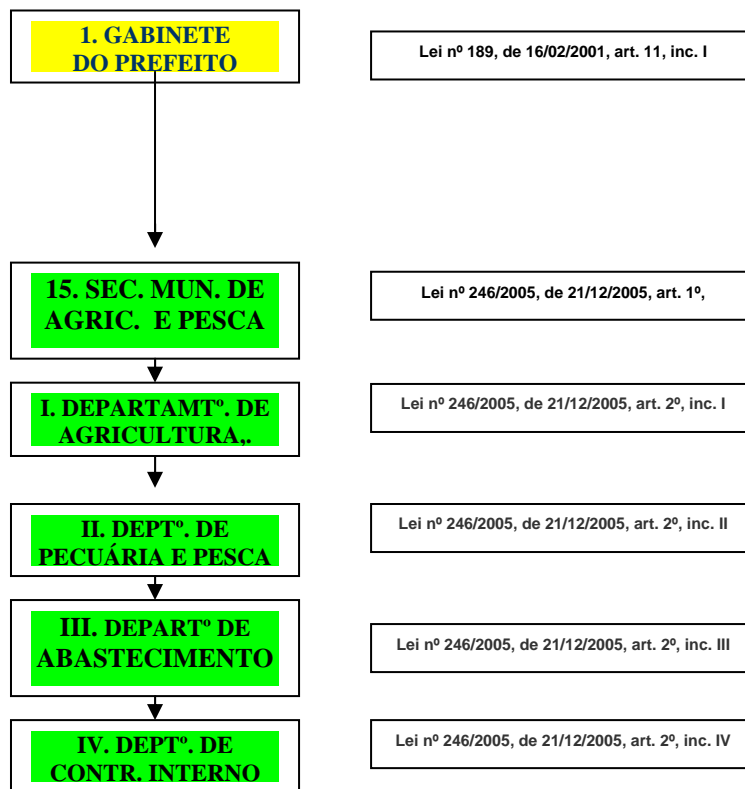 1. GABINETE
DO PREFEITO
Lei nº 189, de 16/02/2001, art. 11, inc. I
15. SEC. MUN. DE
AGRIC. E PESCA
Lei nº 246/2005, de 21/12/2005, art. 1º,
I. DEPARTAMTº. DE
AGRICULTURA,.
Lei nº 246/2005, de 21/12/2005, art. 2º, inc. I
II. DEPTº. DE
PECUÁRIA E PESCA
Lei nº 246/2005, de 21/12/2005, art. 2º, inc. II
III. DEPARTº DE
ABASTECIMENTO
Lei nº 246/2005, de 21/12/2005, art. 2º, inc. III
IV. DEPTº. DE
CONTR. INTERNO
Lei nº 246/2005, de 21/12/2005, art. 2º, inc. IV